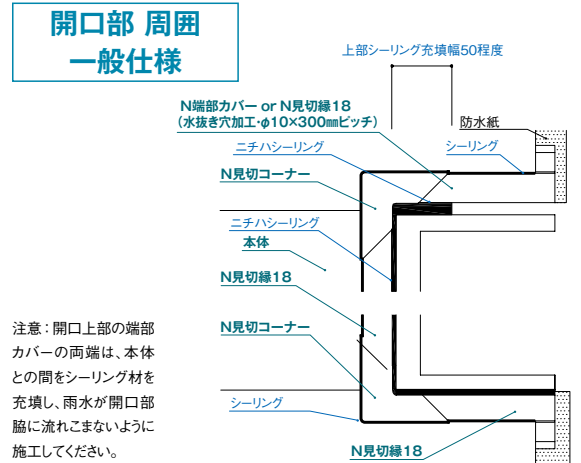 開口部 周囲
一般仕様
上部シーリング充填幅50程度
N端部カバー or N見切縁18
（水抜き穴加工・φ10×300㎜ピッチ）
防水紙
ニチハシーリング
シーリング
N見切コーナー
ニチハシーリング
本体
N見切縁18
N見切コーナー
シーリング
N見切縁18
注意：開口上部の端部
カバーの両端は、本体
との間をシーリング材を
充填し、雨水が開口部
脇に流れこまないように
施工してください。